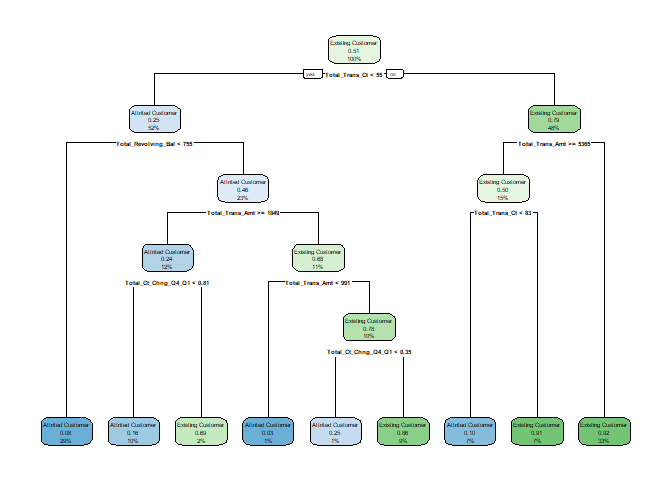 Existing Customer
0.51
100%
yes
Total_Trans_Ct < 55
no
Attrited Customer
0.25
52%
Existing Customer
0.79
48%
Total_Revolving_Bal < 755
Total_Trans_Amt >= 5365
Attrited Customer
0.46
23%
Existing Customer
0.50
15%
Total_Trans_Amt >= 1849
Total_Trans_Ct < 83
Attrited Customer
0.24
12%
Existing Customer
0.68
11%
Total_Ct_Chng_Q4_Q1 < 0.81
Total_Trans_Amt < 991
Existing Customer
0.78
10%
Total_Ct_Chng_Q4_Q1 < 0.35
Attrited Customer
0.08
29%
Attrited Customer
0.16
10%
Existing Customer
0.69
2%
Attrited Customer
0.03
1%
Attrited Customer
0.25
1%
Existing Customer
0.86
9%
Attrited Customer
0.10
7%
Existing Customer
0.91
7%
Existing Customer
0.92
33%